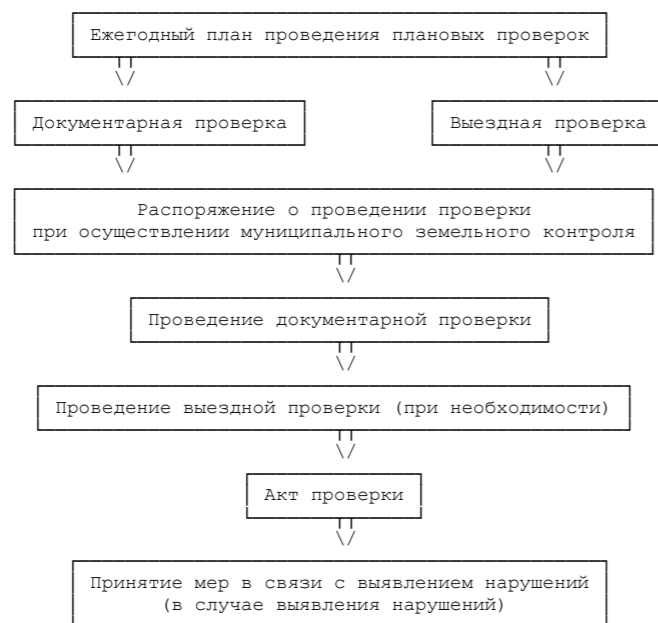 Ежегодный план проведения плановых проверок
Документарная проверка
Выездная проверка
Распоряжение о проведении проверки
при осуществлении муниципального земельного контроля
Проведение документарной проверки
Проведение выездной проверки (при необходимости)
Акт проверки
Принятие мер в связи с выявлением нарушений
(в случае выявления нарушений)